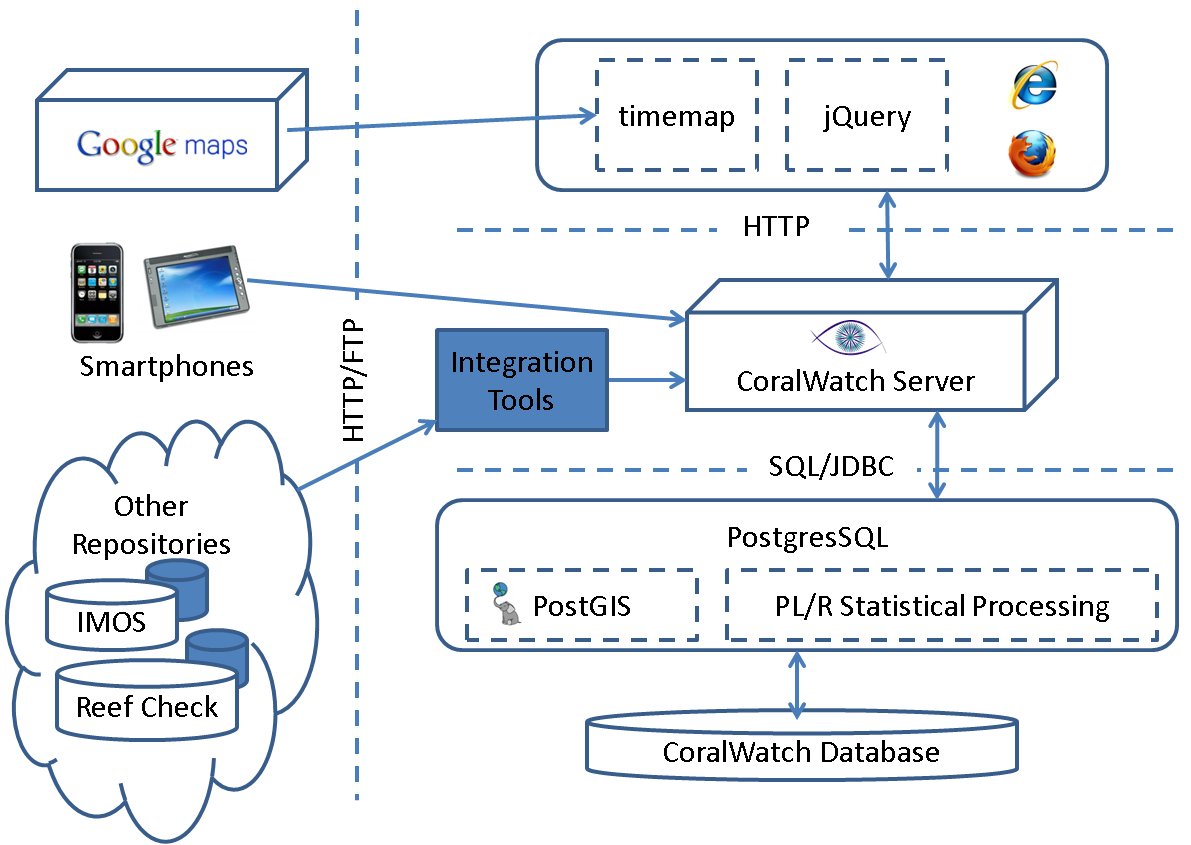 Google maps
timemap
jQuery
HTTP
Smartphones
HTTP/FTP
Integration
Tools
CoralWatch Server
SQL/JDBC
Other
Repositories
IMOS
Reef Check
PostgresSQL
PostGIS
PL/R Statistical Processing
CoralWatch Database